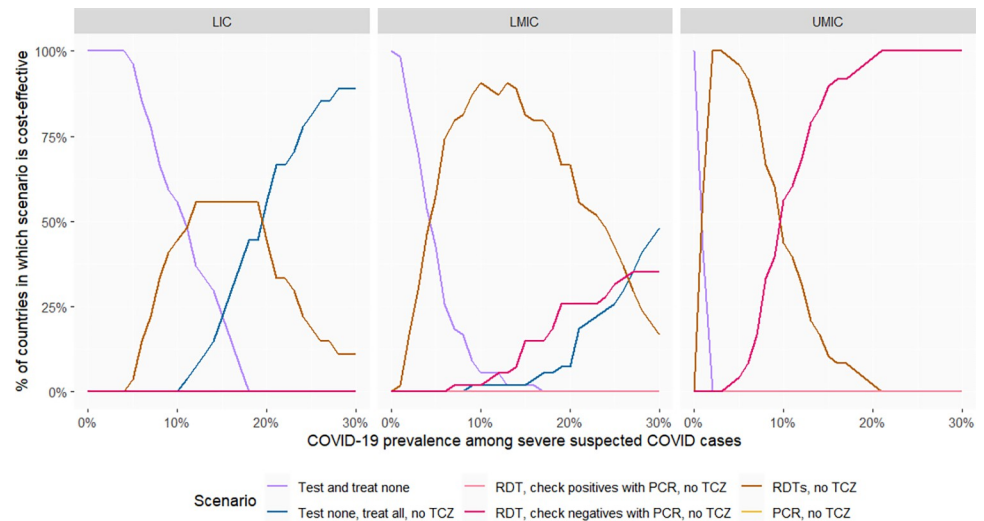 LIC LMIC UMIC
100%
75%
50%
25%
0%
% of countries in which scenario is cost-effective
0% 10% 20% 30% 0% 10% 20% 30% 0% 10% 20% 30%
COVID-19 prevalence among severe suspected COVID cases
Scenario
Test and treat none RDT, check positives with PCR, no TCZ RDTs, no TCZ
Test none, treat all, no TCZ RDT, check negatives with PCR, no TCZ PCR, no TCZ